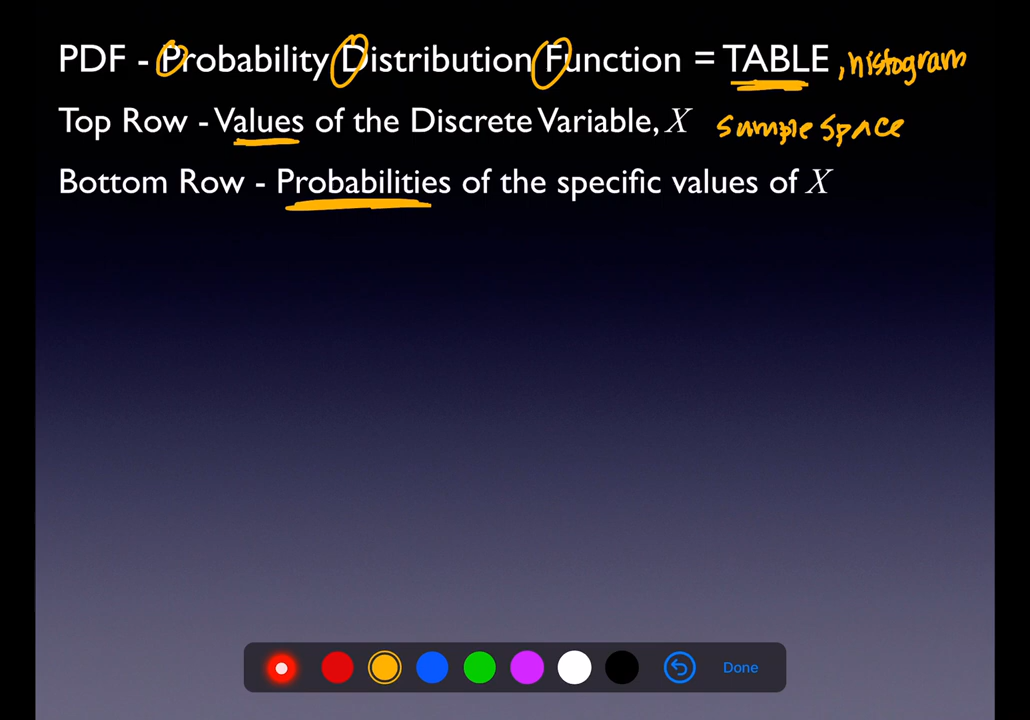 PDF - Probability Distribution Function = TABLE , histogram
Top Row - Values of the Discrete Variable, X sample space
Bottom Row - Probabilities of the specific values of X
Done